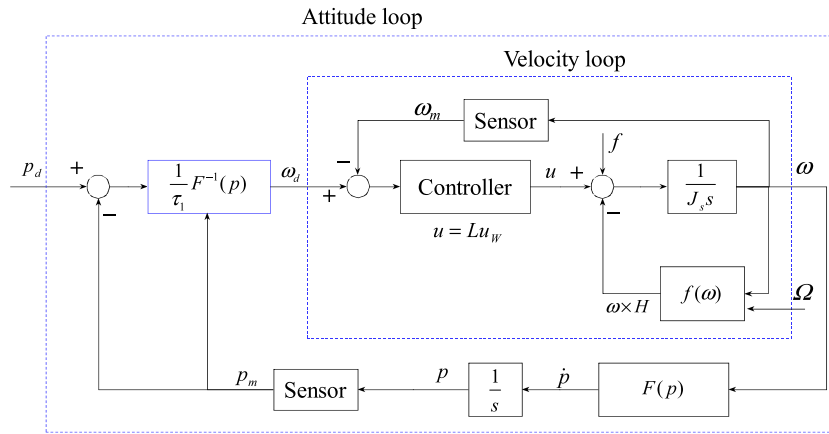 Attitude loop
Velocity loop
ω_m
Sensor
f
p_d
+
−
1/τ_1 F^{-1}(p)
ω_d
−
+
Controller
u
+
−
1/(J_s s)
ω
u = Lu_W
ω×H
f(ω)
Ω
p_m
Sensor
p
1/s
ṗ
F(p)